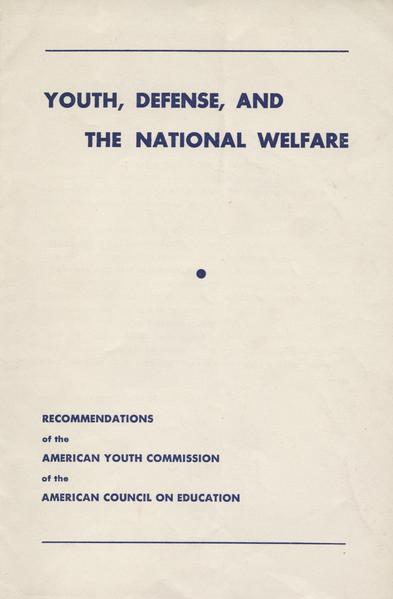 YOUTH, DEFENSE, AND
THE NATIONAL WELFARE
RECOMMENDATIONS
of the
AMERICAN YOUTH COMMISSION
of the
AMERICAN COUNCIL ON EDUCATION